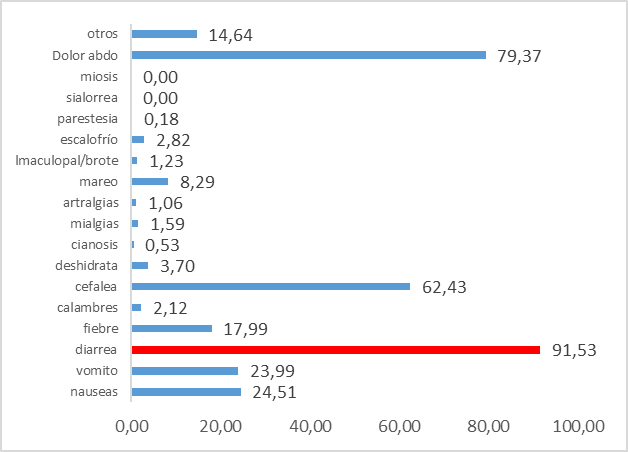 otros 14,64
Dolor abdo 79,37
miosis 0,00
sialorrea 0,00
parestesia 0,18
escalofrío 2,82
lmaculopal/brote 1,23
mareo 8,29
artralgias 1,06
mialgias 1,59
cianosis 0,53
deshidrata 3,70
cefalea 62,43
calambres 2,12
fiebre 17,99
diarrea 91,53
vomito 23,99
nauseas 24,51
0,00 20,00 40,00 60,00 80,00 100,00